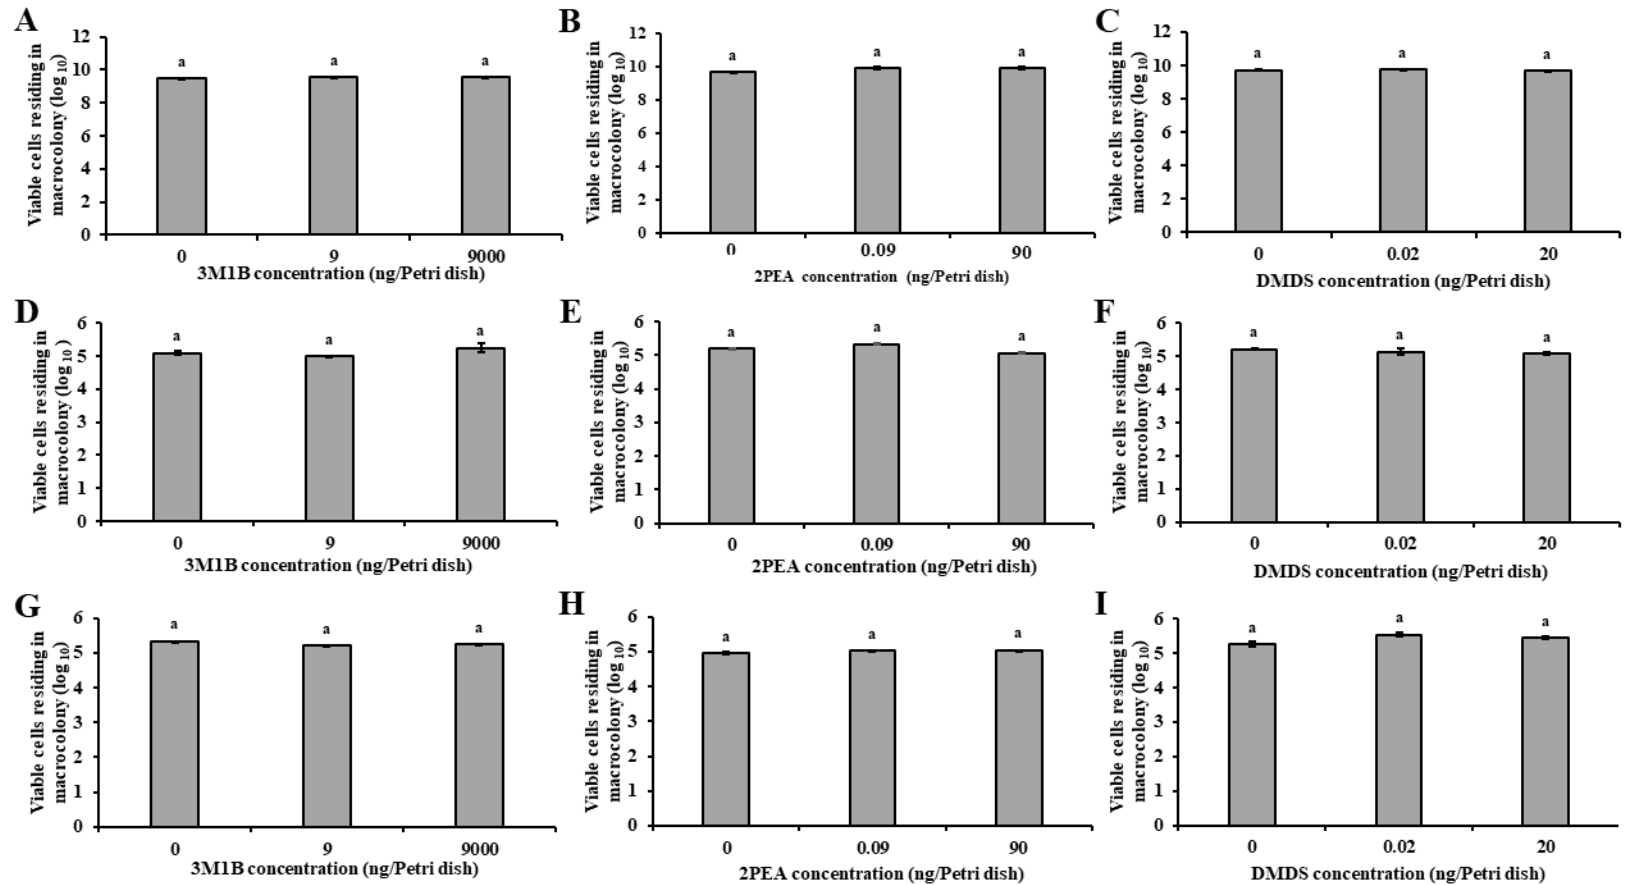 A
Viable cells residing in
macrocolony (log 10)
12
10
8
6
4
2
0
a
a
a
0
9
9000
3M1B concentration (ng/Petri dish)
B
Viable cells residing in
macrocolony (log 10)
12
10
8
6
4
2
0
a
a
a
0
0.09
90
2PEA concentration (ng/Petri dish)
C
Viable cells residing in
macrocolony (log 10)
12
10
8
6
4
2
0
a
a
a
0
0.02
20
DMDS concentration (ng/Petri dish)
D
Viable cells residing in
macrocolony (log 10)
6
5
4
3
2
1
0
a
a
a
0
9
9000
3M1B concentration (ng/Petri dish)
E
Viable cells residing in
macrocolony (log 10)
6
5
4
3
2
1
0
a
a
a
0
0.09
90
2PEA concentration (ng/Petri dish)
F
Viable cells residing in
macrocolony (log 10)
6
5
4
3
2
1
0
a
a
a
0
0.02
20
DMDS concentration (ng/Petri dish)
G
Viable cells residing in
macrocolony (log 10)
6
5
4
3
2
1
0
a
a
a
0
9
9000
3M1B concentration (ng/Petri dish)
H
Viable cells residing in
macrocolony (log 10)
6
5
4
3
2
1
0
a
a
a
0
0.09
90
2PEA concentration (ng/Petri dish)
I
Viable cells residing in
macrocolony (log 10)
6
5
4
3
2
1
0
a
a
a
0
0.02
20
DMDS concentration (ng/Petri dish)